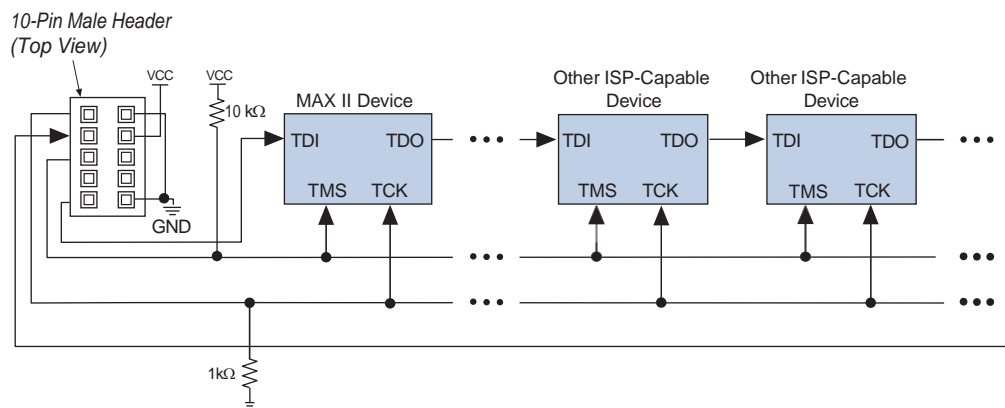 10-Pin Male Header
(Top View)
VCC
VCC
10 kΩ
MAX II Device
Other ISP-Capable
Device
Other ISP-Capable
Device
TDI
TDO
TDI
TDO
TDI
TDO
TMS
TCK
TMS
TCK
TMS
TCK
GND
1kΩ